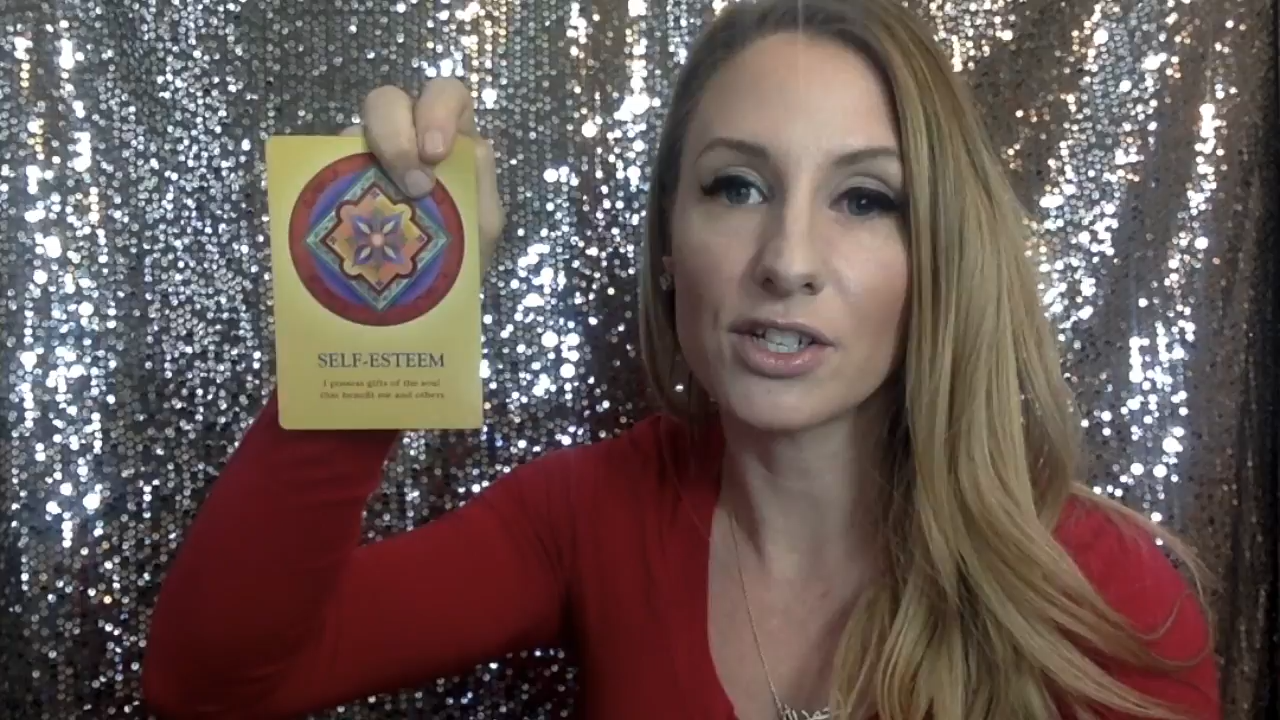 SELF-ESTEEM
I possess gifts of the soul
that benefit me and others